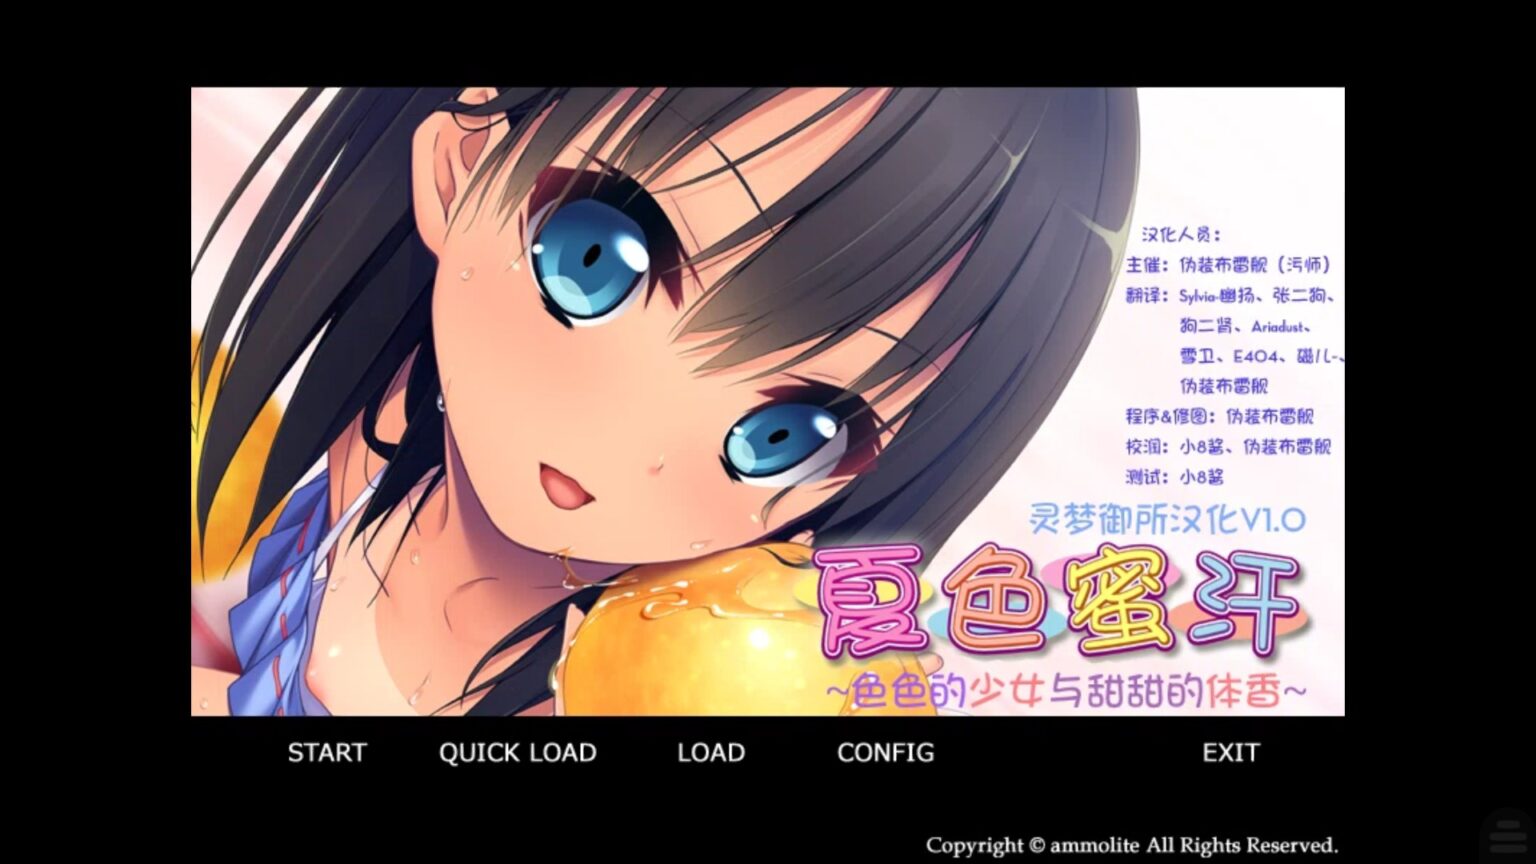 汉化人员：
主催：伪装布雷舰（污师）
翻译：Sylvia-幽扬、张二狗、
狗二肾、Ariadust、
雪卫、E404、磁儿-、
伪装布雷舰
程序&修图：伪装布雷舰
校润：小8酱、伪装布雷舰
测试：小8酱
灵梦御所汉化V1.0
夏色蜜汗
~色色的少女与甜甜的体香~
START QUICK LOAD LOAD CONFIG EXIT
Copyright © ammolite All Rights Reserved.